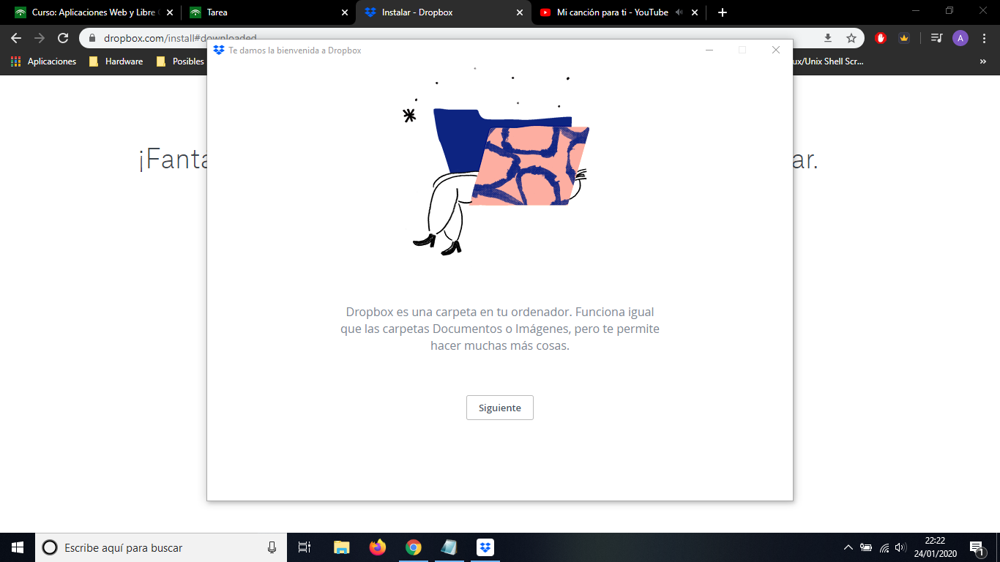 Curso: Aplicaciones Web y Libre
Tarea
Instalar - Dropbox
Mi canción para ti - YouTube
dropbox.com/install#downloaded
A
Aplicaciones
Hardware
Posibles
ux/Unix Shell Scr...
Te damos la bienvenida a Dropbox
¡Fanta
ar.
Dropbox es una carpeta en tu ordenador. Funciona igual
que las carpetas Documentos o Imágenes, pero te permite
hacer muchas más cosas.
Siguiente
Escribe aquí para buscar
22:22
24/01/2020
1